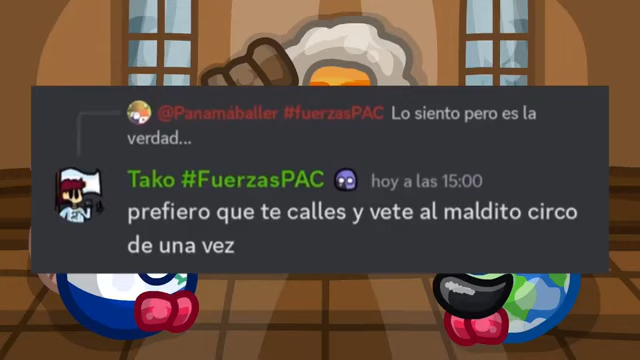 @Panamáballer #fuerzasPAC Lo siento pero es la
verdad...
Tako #FuerzasPAC hoy a las 15:00
prefiero que te calles y vete al maldito circo
de una vez